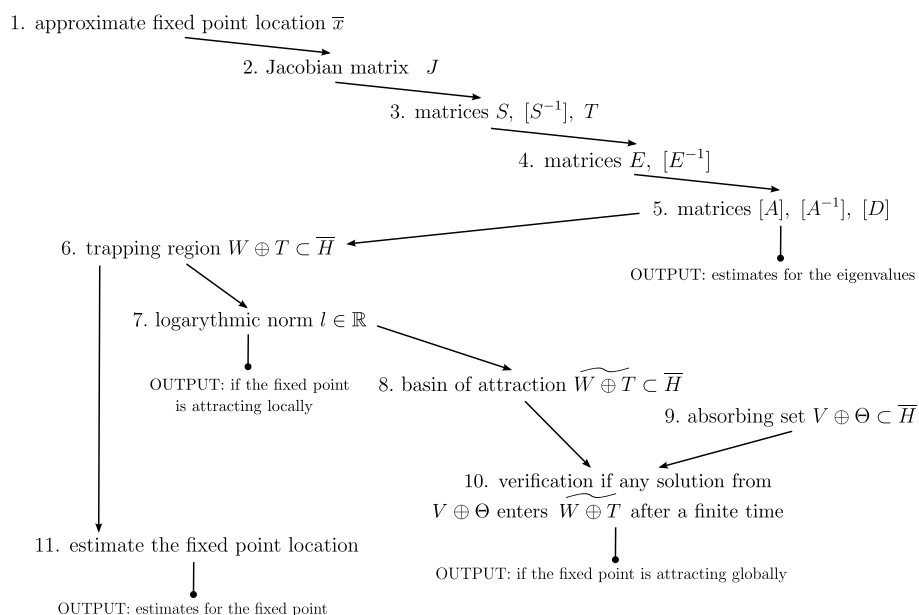 1. approximate fixed point location x̅
2. Jacobian matrix J
3. matrices S, [S⁻¹], T
4. matrices E, [E⁻¹]
5. matrices [A], [A⁻¹], [D]
OUTPUT: estimates for the eigenvalues
6. trapping region W ⊕ T ⊂ H̅
7. logarythmic norm l ∈ ℝ
OUTPUT: if the fixed point
is attracting locally
8. basin of attraction W͠ ⊕ T ⊂ H̅
9. absorbing set V ⊕ Θ ⊂ H̅
10. verification if any solution from
V ⊕ Θ enters W͠ ⊕ T after a finite time
OUTPUT: if the fixed point is attracting globally
11. estimate the fixed point location
OUTPUT: estimates for the fixed point